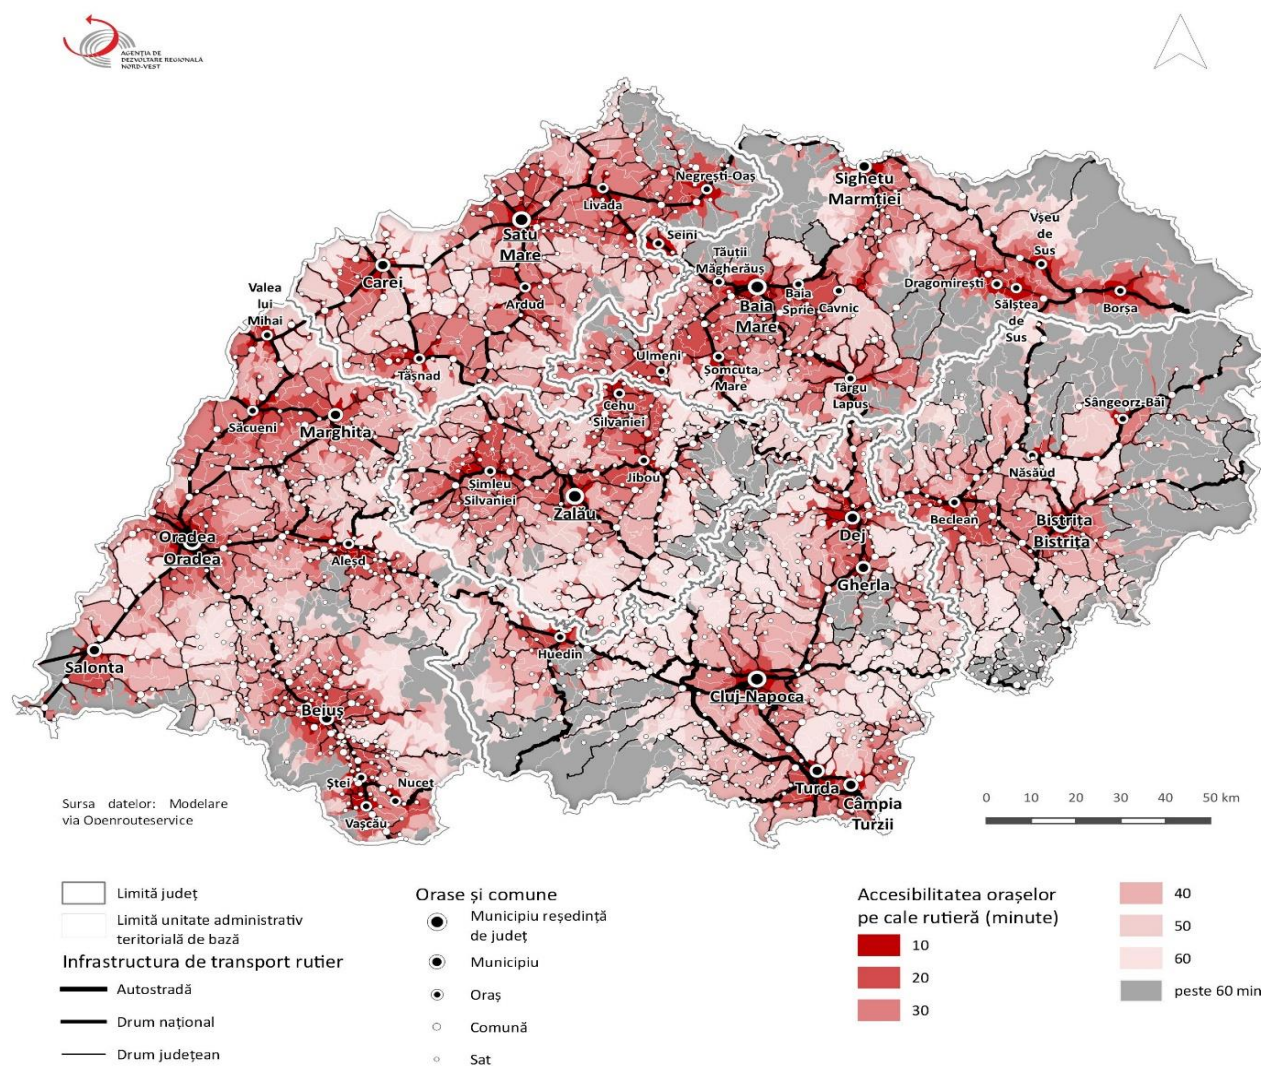 AGENȚIA DE
DEZVOLTARE REGIONALĂ
NORD-VEST
Negrești-Oaș
Sighetu
Marmției
Livada
Satu
Mare
Seini
Vșeu
de
Sus
Tăuții
Măgherăuș
Carei
Valea
lui
Mihai
Ardud
Baia
Mare
Baia
Sprie
Cavnic
Dragomirești
Săliștea
de
Sus
Borșa
Tășnad
Ulmeni
Șomcuta
Mare
Târgu
Lapuș
Cehu
Silvaniei
Sângeorz-Băi
Săcueni
Marghita
Șimleu
Silvaniei
Jibou
Năsăud
Zalău
Beclean
Bistrița
Bistrița
Dej
Oradea
Oradea
Aleșd
Gherla
Salonta
Huedin
Cluj-Napoca
Beiuș
Ștei
Nucet
Vașcău
Turda
Câmpia
Turzii
Sursa datelor: Modelare
via Openrouteservice
0 10 20 30 40 50 km
Limită județ
Limită unitate administrativ
teritorială de bază
Infrastructura de transport rutier
Autostradă
Drum național
Drum județean
Orase și comune
Municipiu reședință
de județ
Municipiu
Oraș
Comună
Sat
Accesibilitatea orașelor
pe cale rutieră (minute)
10
20
30
40
50
60
peste 60 min